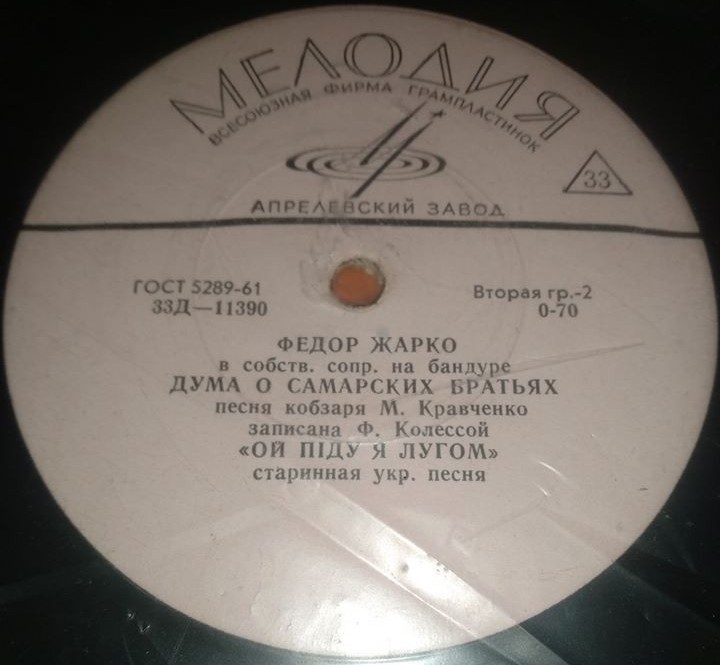 МЕЛОДИЯ
ВСЕСОЮЗНАЯ ФИРМА ГРАМПЛАСТИНОК
33
АПРЕЛЕВСКИЙ ЗАВОД
ГОСТ 5289-61
33Д—11390
Вторая гр.-2
0-70
ФЕДОР ЖАРКО
в собств. сопр. на бандуре
ДУМА О САМАРСКИХ БРАТЬЯХ
песня кобзаря М. Кравченко
записана Ф. Колессой
«ОЙ ПІДУ Я ЛУГОМ»
старинная укр. песня